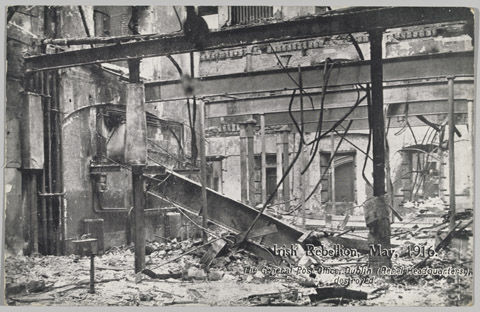 Irish Rebellion, May, 1916.
The General Post Office, Dublin (Rebel Headquarters),
Destroyed.